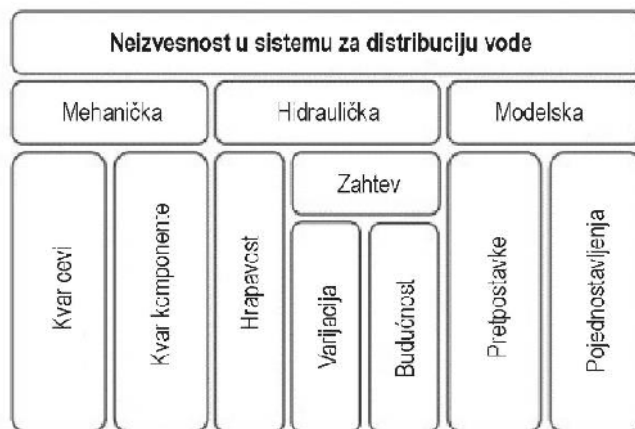 Neizvesnost u sistemu za distribuciju vode
Mehanička
Hidraulička
Modelska
Kvar cevi
Kvar komponente
Hrapavost
Zahtev
Varijacija
Budućnost
Pretpostavke
Pojednostavljenja